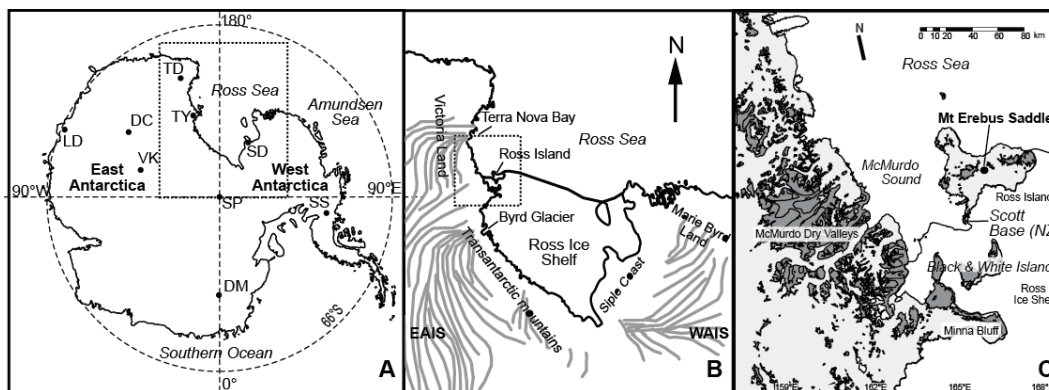 180°
TD
Ross Sea
Amundsen
Sea
TY
DC
LD
SD
VK
East
Antarctica
West
Antarctica
90°W
90°E
SP
SS
DM
66°S
Southern Ocean
0°
A
N
Victoria Land
Terra Nova Bay
Ross Sea
Ross Island
Byrd Glacier
Ross Ice
Shelf
Marie Byrd
Land
Transantarctic mountains
Siple Coast
EAIS
WAIS
B
0 10 20 40 60 80
km
N
Ross Sea
Mt Erebus Saddle
McMurdo
Sound
Ross Island
Scott
Base (NZ
McMurdo Dry Valleys
Black & White Island
Ross
Ice She
Minna Bluff
159°E
162°E
165°E
168°
C